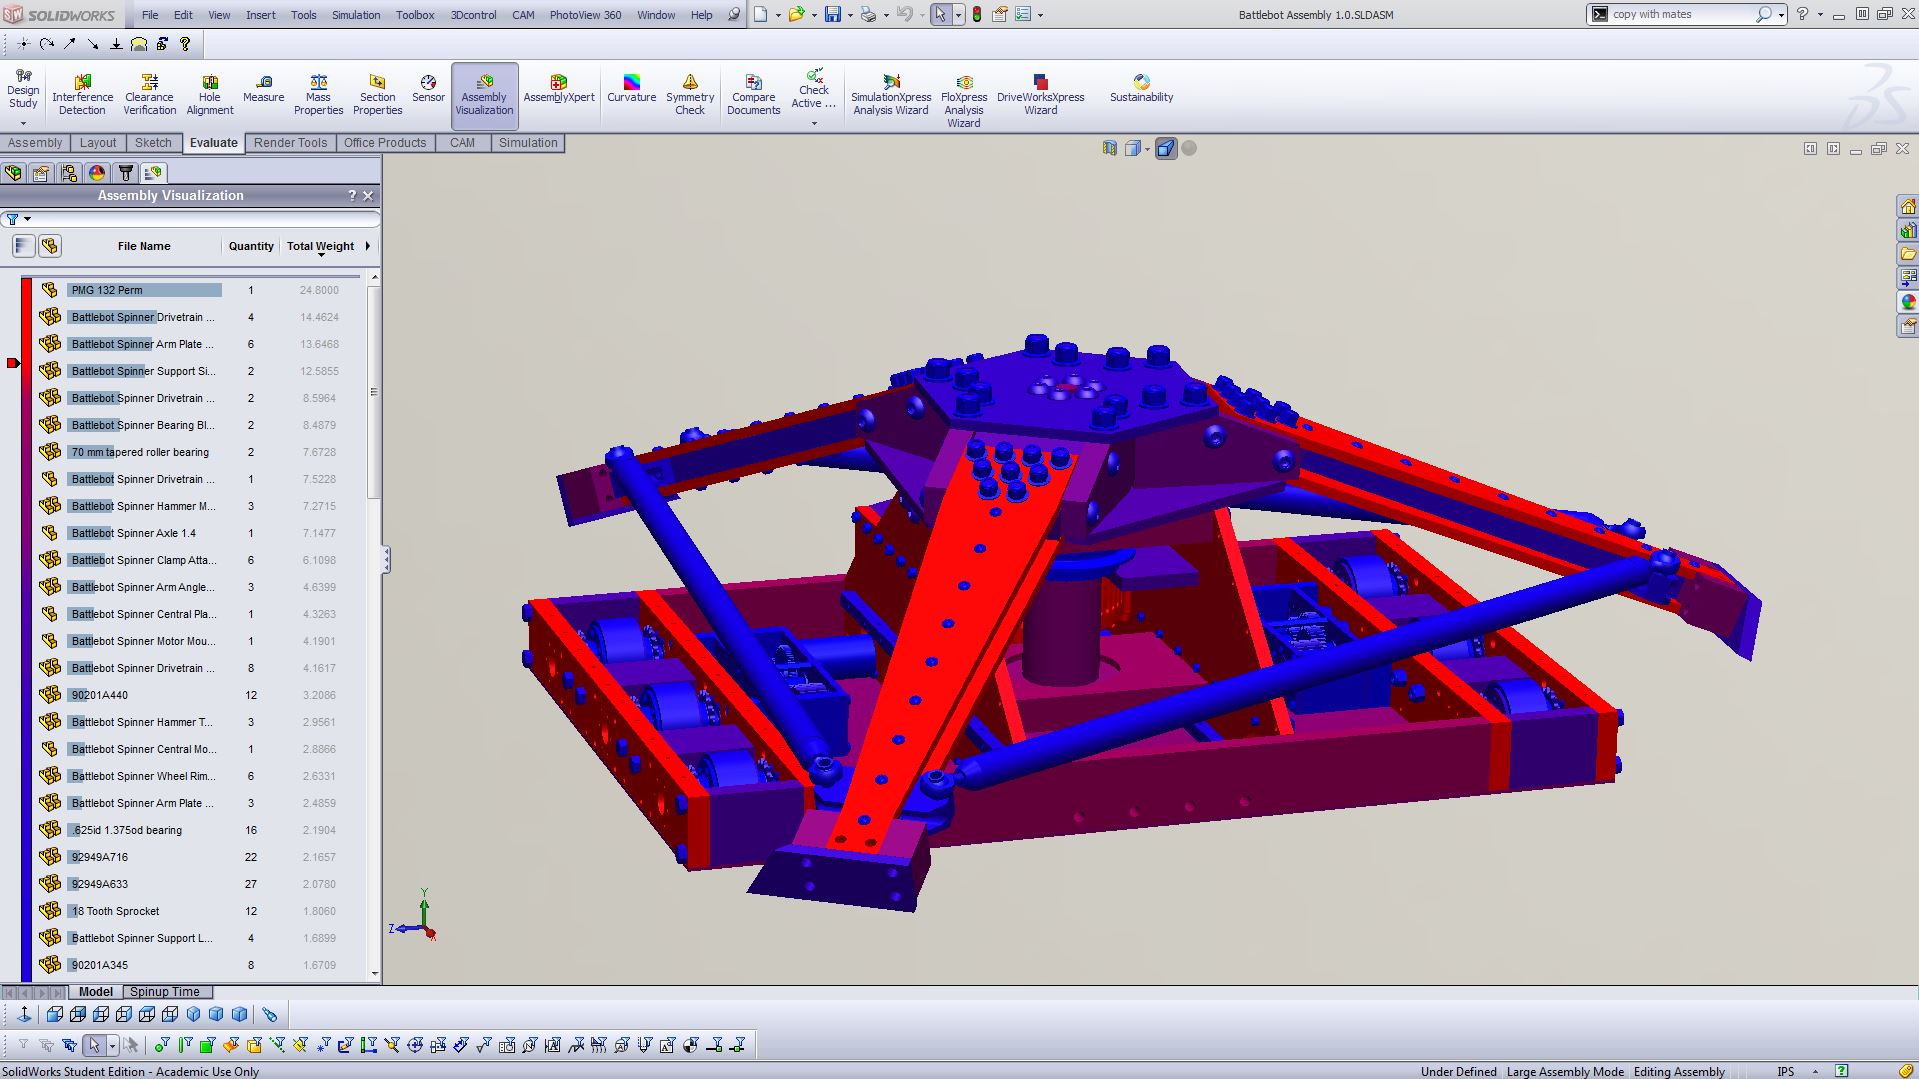 SOLIDWORKS File Edit View Insert Tools Simulation Toolbox 3Dcontrol CAM PhotoView 360 Window Help Battlebot Assembly 1.0.SLDASM copy with mates
Design Study
Interference Detection
Clearance Verification
Hole Alignment
Measure
Mass Properties
Section Properties
Sensor
Assembly Visualization
AssemblyXpert
Curvature
Symmetry Check
Compare Documents
Check Active ...
SimulationXpress Analysis Wizard
FloXpress Analysis Wizard
DriveWorksXpress Wizard
Sustainability
Assembly Layout Sketch Evaluate Render Tools Office Products CAM Simulation
Assembly Visualization
File Name Quantity Total Weight
PMG 132 Perm 1 24.8000
Battlebot Spinner Drivetrain ... 4 14.4624
Battlebot Spinner Arm Plate ... 6 13.6468
Battlebot Spinner Support Si... 2 12.5855
Battlebot Spinner Drivetrain ... 2 8.5964
Battlebot Spinner Bearing Bl... 2 8.4879
70 mm tapered roller bearing 2 7.6728
Battlebot Spinner Drivetrain ... 1 7.5228
Battlebot Spinner Hammer M... 3 7.2715
Battlebot Spinner Axle 1.4 1 7.1477
Battlebot Spinner Clamp Atta... 6 6.1098
Battlebot Spinner Arm Angle... 3 4.6399
Battlebot Spinner Central Pla... 1 4.3263
Battlebot Spinner Motor Mou... 1 4.1901
Battlebot Spinner Drivetrain ... 8 4.1617
90201A440 12 3.2086
Battlebot Spinner Hammer T... 3 2.9561
Battlebot Spinner Central Mo... 1 2.8866
Battlebot Spinner Wheel Rim... 6 2.6331
Battlebot Spinner Arm Plate ... 3 2.4859
.625id 1.375od bearing 16 2.1904
92949A716 22 2.1657
92949A633 27 2.0780
18 Tooth Sprocket 12 1.8060
Battlebot Spinner Support L... 4 1.6899
90201A345 8 1.6709
Y
Z
X
Model Spinup Time
SolidWorks Student Edition - Academic Use Only Under Defined Large Assembly Mode Editing Assembly IPS